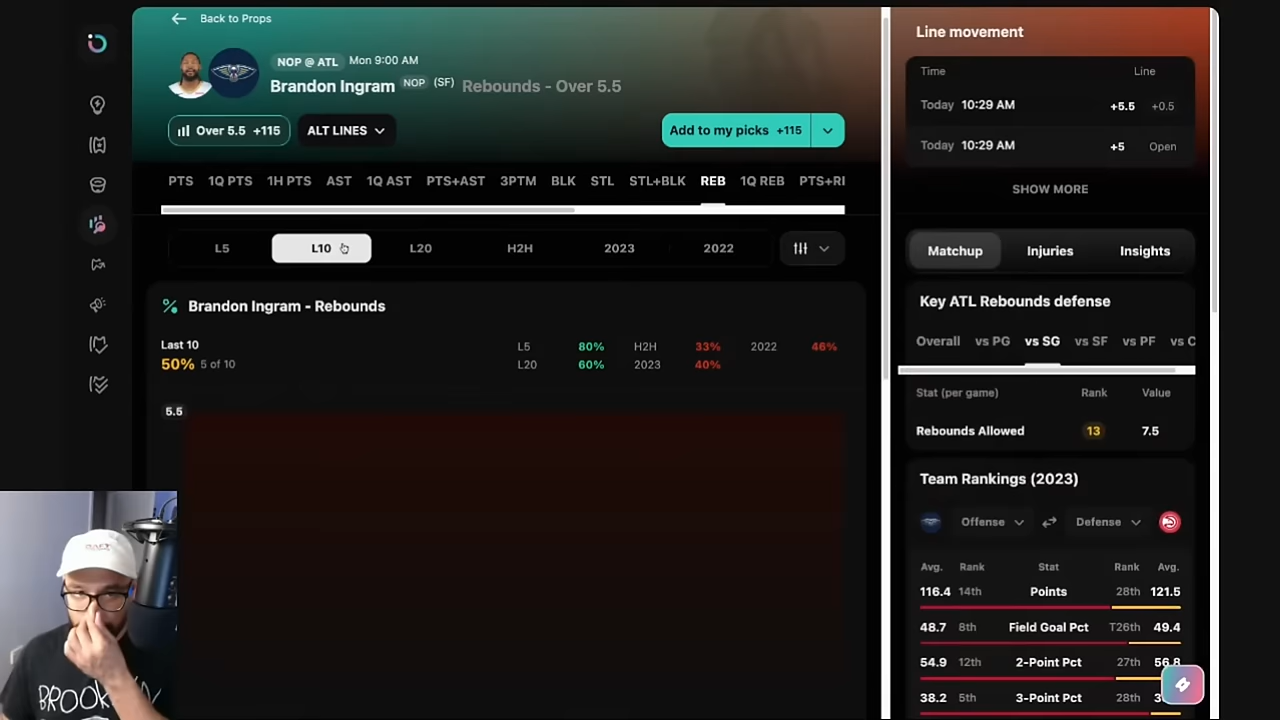 Back to Props
NOP @ ATL Mon 9:00 AM
Brandon Ingram NOP (SF) Rebounds - Over 5.5
Over 5.5 +115 ALT LINES
Add to my picks +115
PTS 1Q PTS 1H PTS AST 1Q AST PTS+AST 3PTM BLK STL STL+BLK REB 1Q REB PTS+RI
L5 L10 L20 H2H 2023 2022
Brandon Ingram - Rebounds
Last 10
50% 5 of 10
L5 80% H2H 33% 2022 46%
L20 60% 2023 40%
5.5
Line movement
Time Line
Today 10:29 AM +5.5 +0.5
Today 10:29 AM +5 Open
SHOW MORE
Matchup Injuries Insights
Key ATL Rebounds defense
Overall vs PG vs SG vs SF vs PF vs C
Stat (per game) Rank Value
Rebounds Allowed 13 7.5
Team Rankings (2023)
Offense Defense
Avg. Rank Stat Rank Avg.
116.4 14th Points 28th 121.5
48.7 8th Field Goal Pct T26th 49.4
54.9 12th 2-Point Pct 27th 56.8
38.2 5th 3-Point Pct 28th